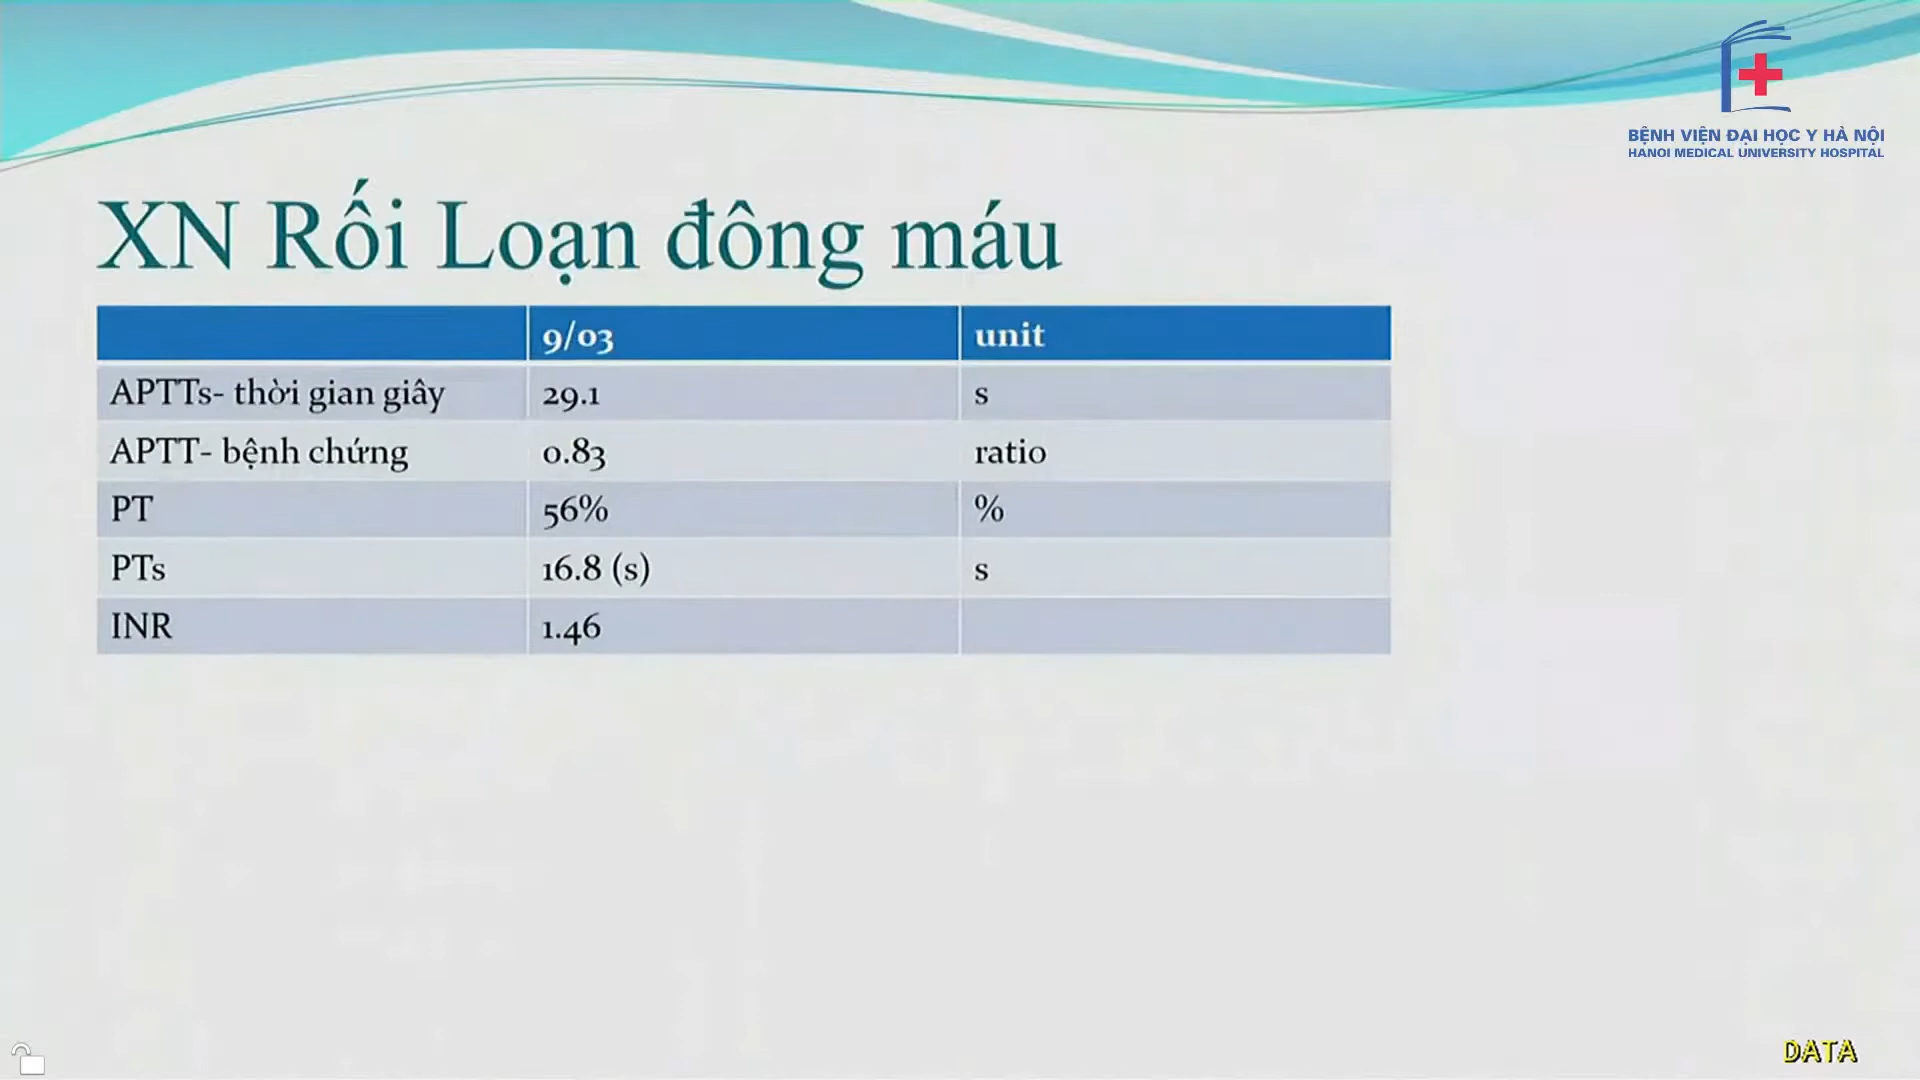 BỆNH VIỆN ĐẠI HỌC Y HÀ NỘI
HANOI MEDICAL UNIVERSITY HOSPITAL
XN Rối Loạn đông máu
9/03 unit
APTTs- thời gian giây 29.1 s
APTT- bệnh chứng 0.83 ratio
PT 56% %
PTs 16.8 (s) s
INR 1.46
DATA